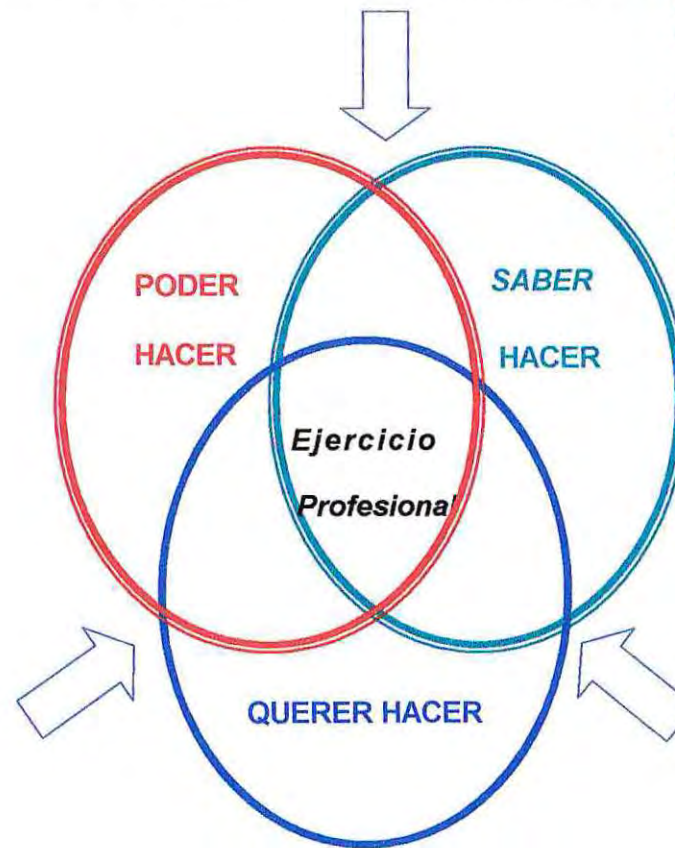 PODER
HACER
SABER
HACER
Ejercicio
Profesional
QUERER HACER